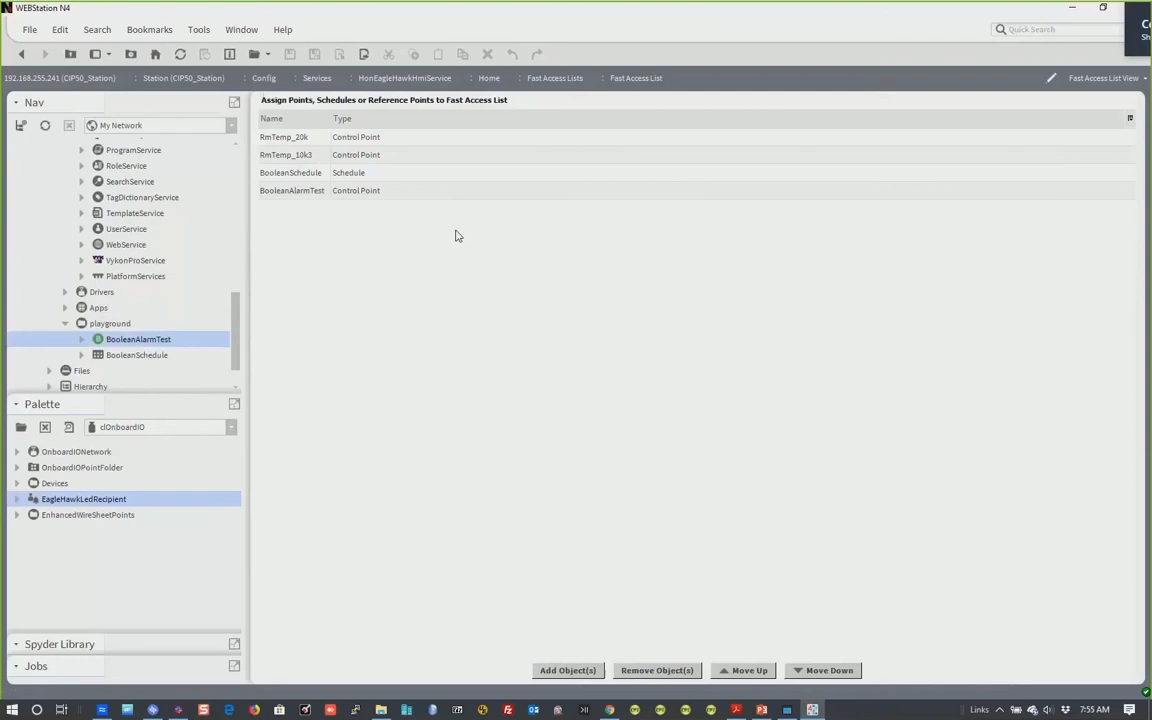 WEBStation N4
File Edit Search Bookmarks Tools Window Help
Quick Search
192.168.255.241 (CIP50_Station) Station (CIP50_Station) Config Services HonEagleHawkHmiService Home Fast Access Lists Fast Access List Fast Access List View
Nav
My Network
ProgramService
RoleService
SearchService
TagDictionaryService
TemplateService
UserService
WebService
VykonProService
PlatformServices
Drivers
Apps
playground
BooleanAlarmTest
BooleanSchedule
Files
Hierarchy
Palette
clOnboardIO
OnboardIONetwork
OnboardIOPointFolder
Devices
EagleHawkLedRecipient
EnhancedWireSheetPoints
Spyder Library
Jobs
Assign Points, Schedules or Reference Points to Fast Access List
Name Type
RmTemp_20k Control Point
RmTemp_10k3 Control Point
BooleanSchedule Schedule
BooleanAlarmTest Control Point
Add Object(s) Remove Object(s) Move Up Move Down
Links 7:55 AM